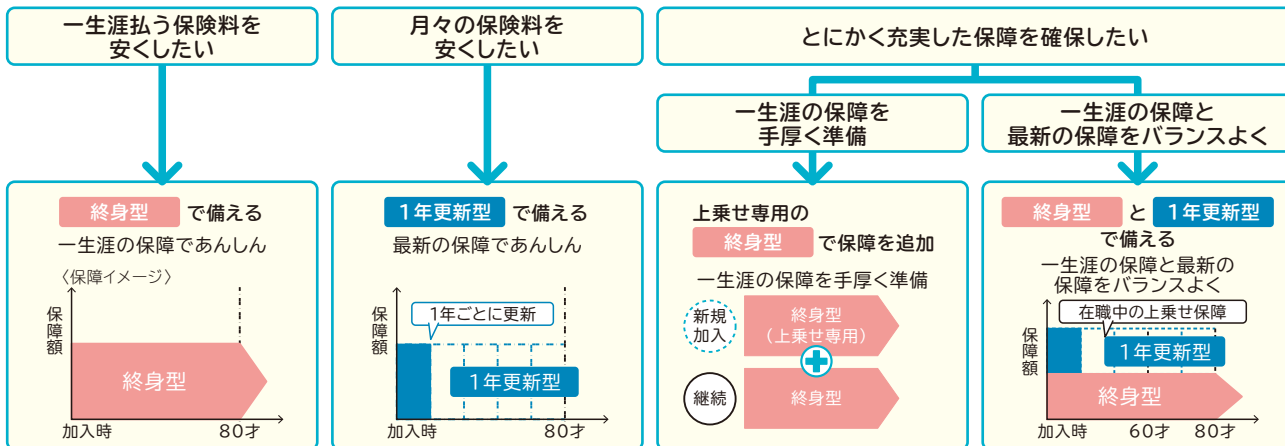 一生涯払う保険料を
安くしたい
月々の保険料を
安くしたい
とにかく充実した保障を確保したい
一生涯の保障を
手厚く準備
一生涯の保障と
最新の保障をバランスよく
終身型 で備える
一生涯の保障であんしん
〈保障イメージ〉
保障額
終身型
加入時 80才
1年更新型 で備える
最新の保障であんしん
1年ごとに更新
保障額
1年更新型
加入時 80才
上乗せ専用の
終身型 で保障を追加
一生涯の保障を手厚く準備
新規
加入
終身型
(上乗せ専用)
継続
終身型
終身型 と 1年更新型
で備える
一生涯の保障と最新の
保障をバランスよく
在職中の上乗せ保障
保障額
1年更新型
終身型
加入時 60才 80才